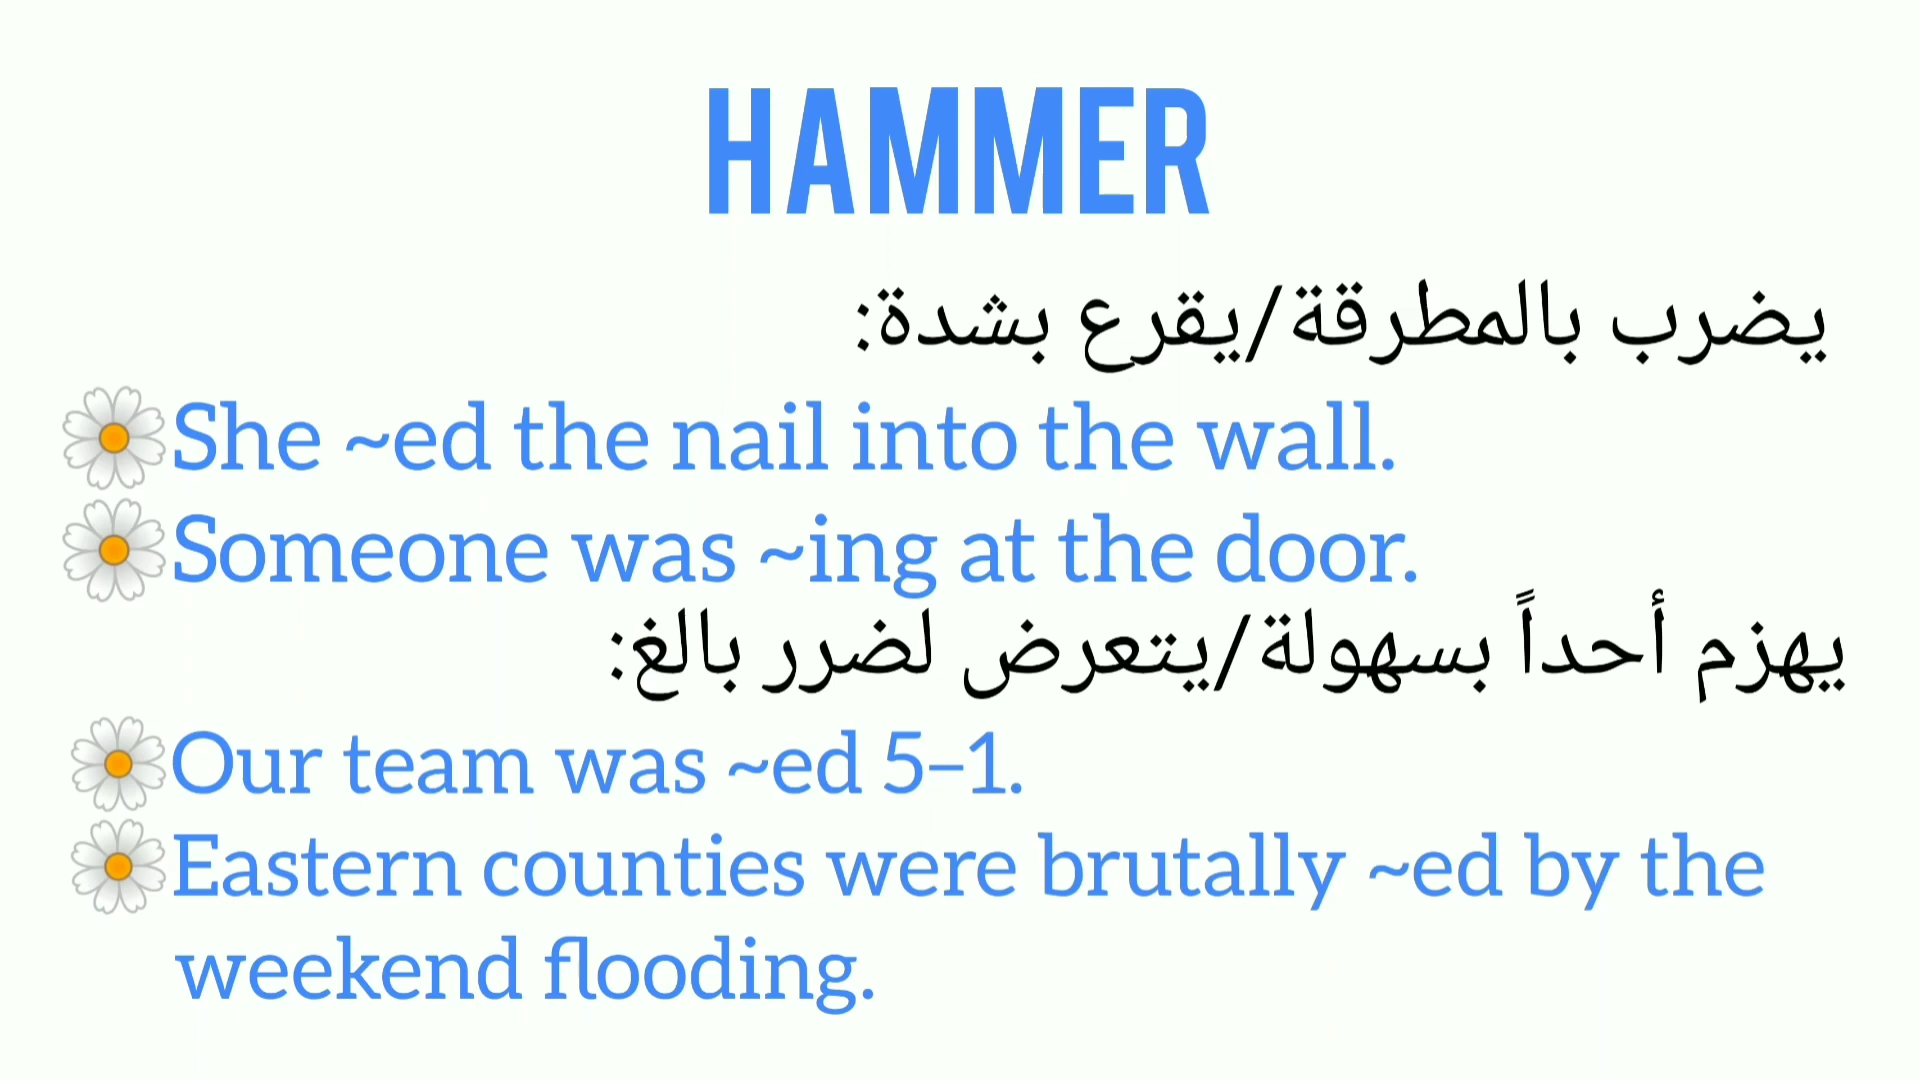 HAMMER
يضرب بالمطرقة/يقرع بشدة:
She ~ed the nail into the wall.
Someone was ~ing at the door.
يهزم أحداً بسهولة/يتعرض لضرر بالغ:
Our team was ~ed 5–1.
Eastern counties were brutally ~ed by the
weekend flooding.